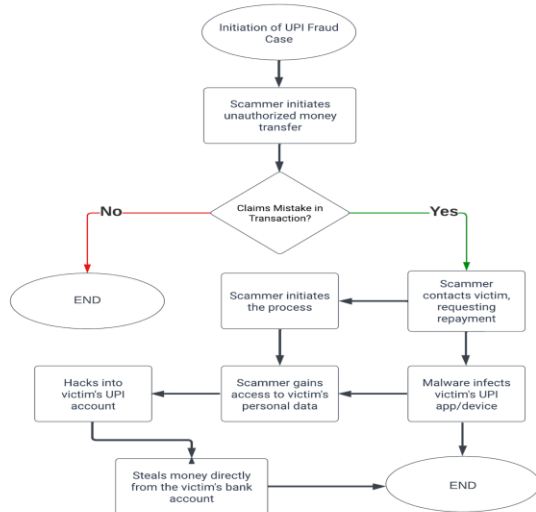 Initiation of UPI Fraud
Case
Scammer initiates
unauthorized money
transfer
Claims Mistake in
Transaction?
No
Yes
END
Scammer initiates
the process
Scammer
contacts victim,
requesting
repayment
Hacks into
victim's UPI
account
Scammer gains
access to victim's
personal data
Malware infects
victim's UPI
app/device
Steals money directly
from the victim's bank
account
END